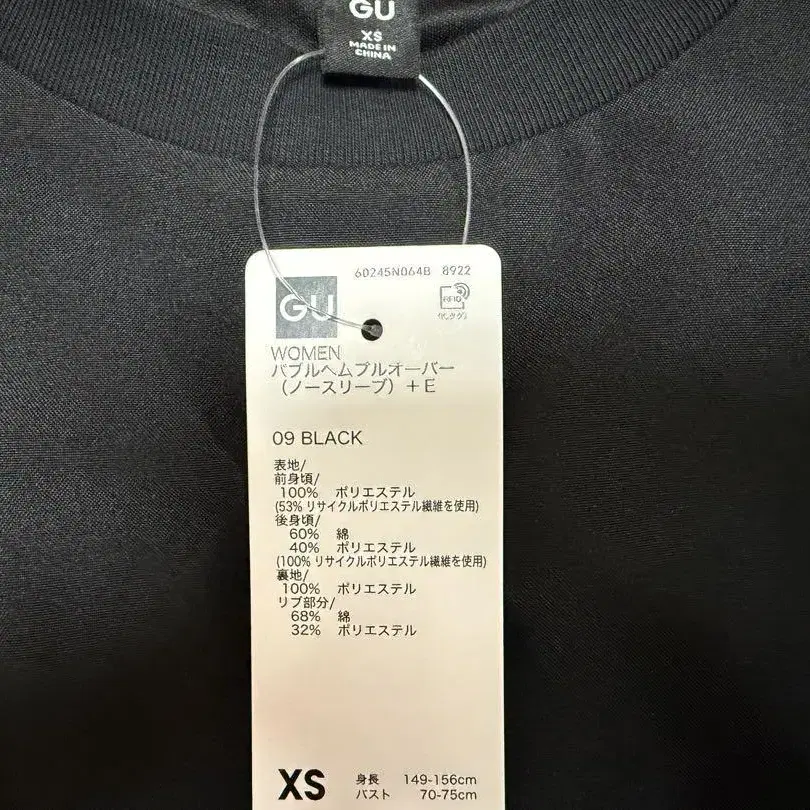 GU
XS
MADE IN
CHINA
60245N064B 8922
GU
RFID
WOMEN
バブルヘムプルオーバー
（ノースリーブ）＋E
09 BLACK
表地/
前身頃/
100% ポリエステル
(53% リサイクルポリエステル繊維を使用)
後身頃/
60% 綿
40% ポリエステル
(100% リサイクルポリエステル繊維を使用)
裏地/
100% ポリエステル
リブ部分/
68% 綿
32% ポリエステル
XS 身長 149-156cm
バスト 70-75cm